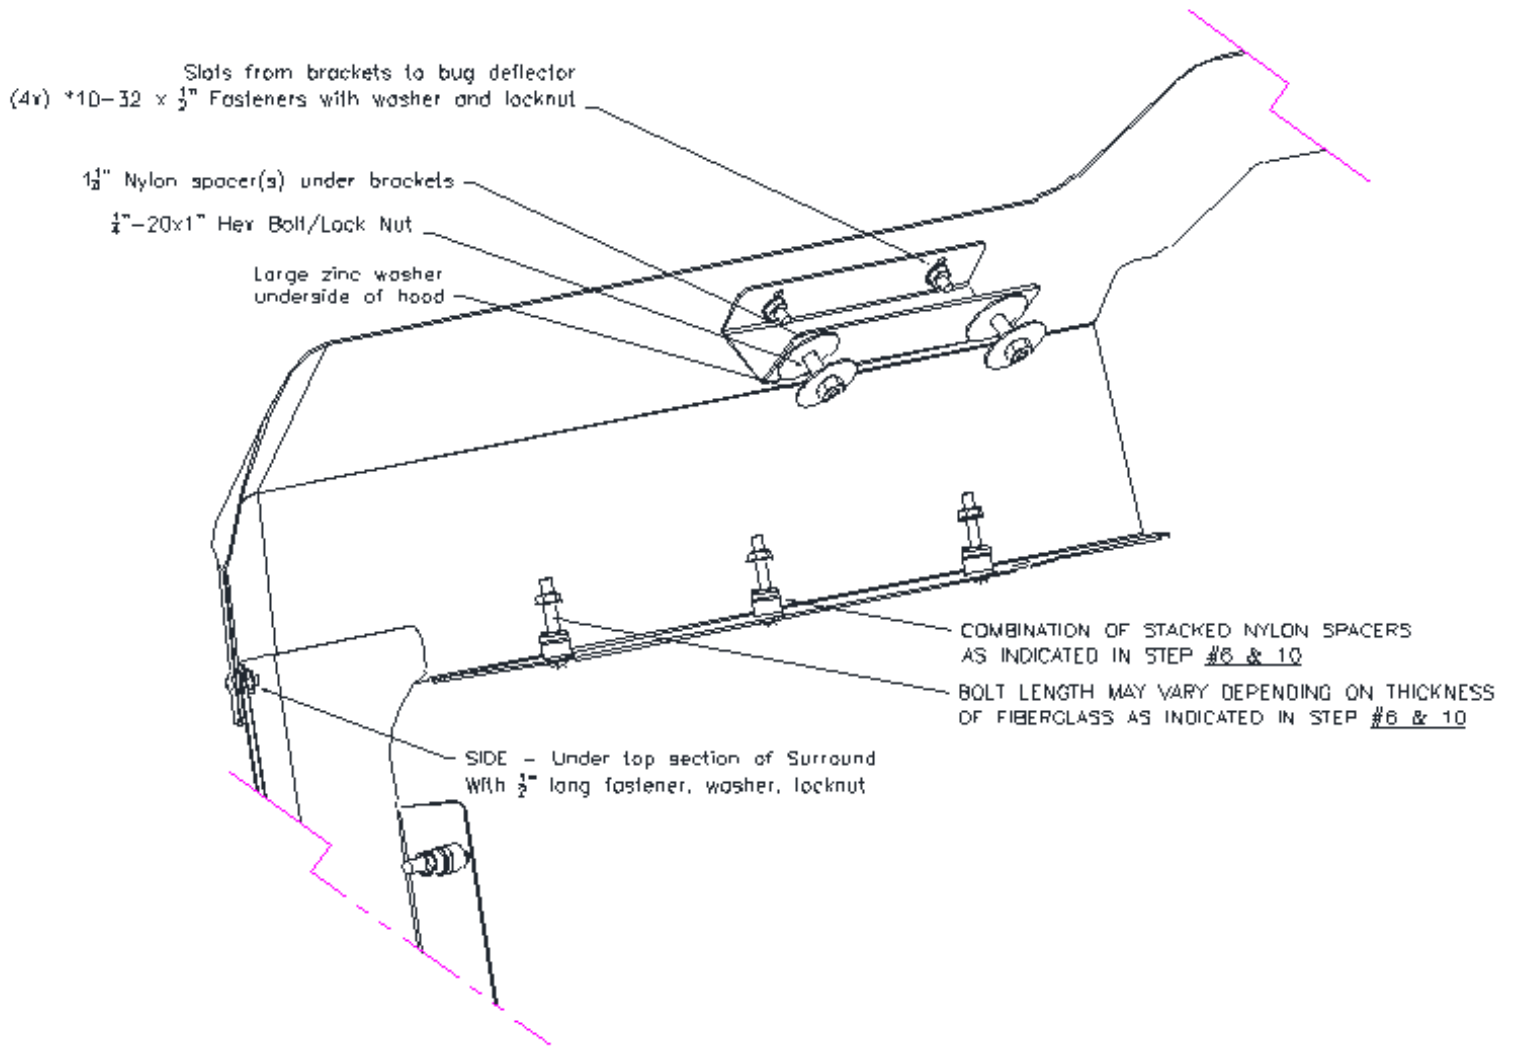 Slots from brackets to bug deflector
(4x) #10-32 x ½" Fasteners with washer and locknut
1½" Nylon spacer(s) under brackets
¼"-20x1" Hex Bolt/Lock Nut
Large zinc washer
underside of hood
COMBINATION OF STACKED NYLON SPACERS
AS INDICATED IN STEP #6 & 10
BOLT LENGTH MAY VARY DEPENDING ON THICKNESS
OF FIBERGLASS AS INDICATED IN STEP #6 & 10
SIDE - Under top section of Surround
With ½" long fastener, washer, locknut